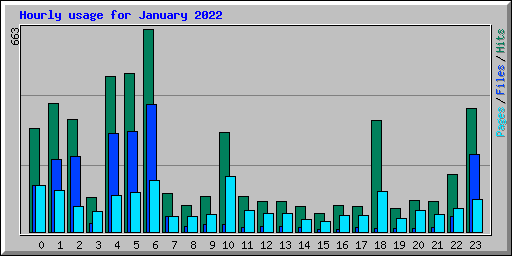 Hourly usage for January 2022
663
Pages/Files/Hits
0 1 2 3 4 5 6 7 8 9 10 11 12 13 14 15 16 17 18 19 20 21 22 23